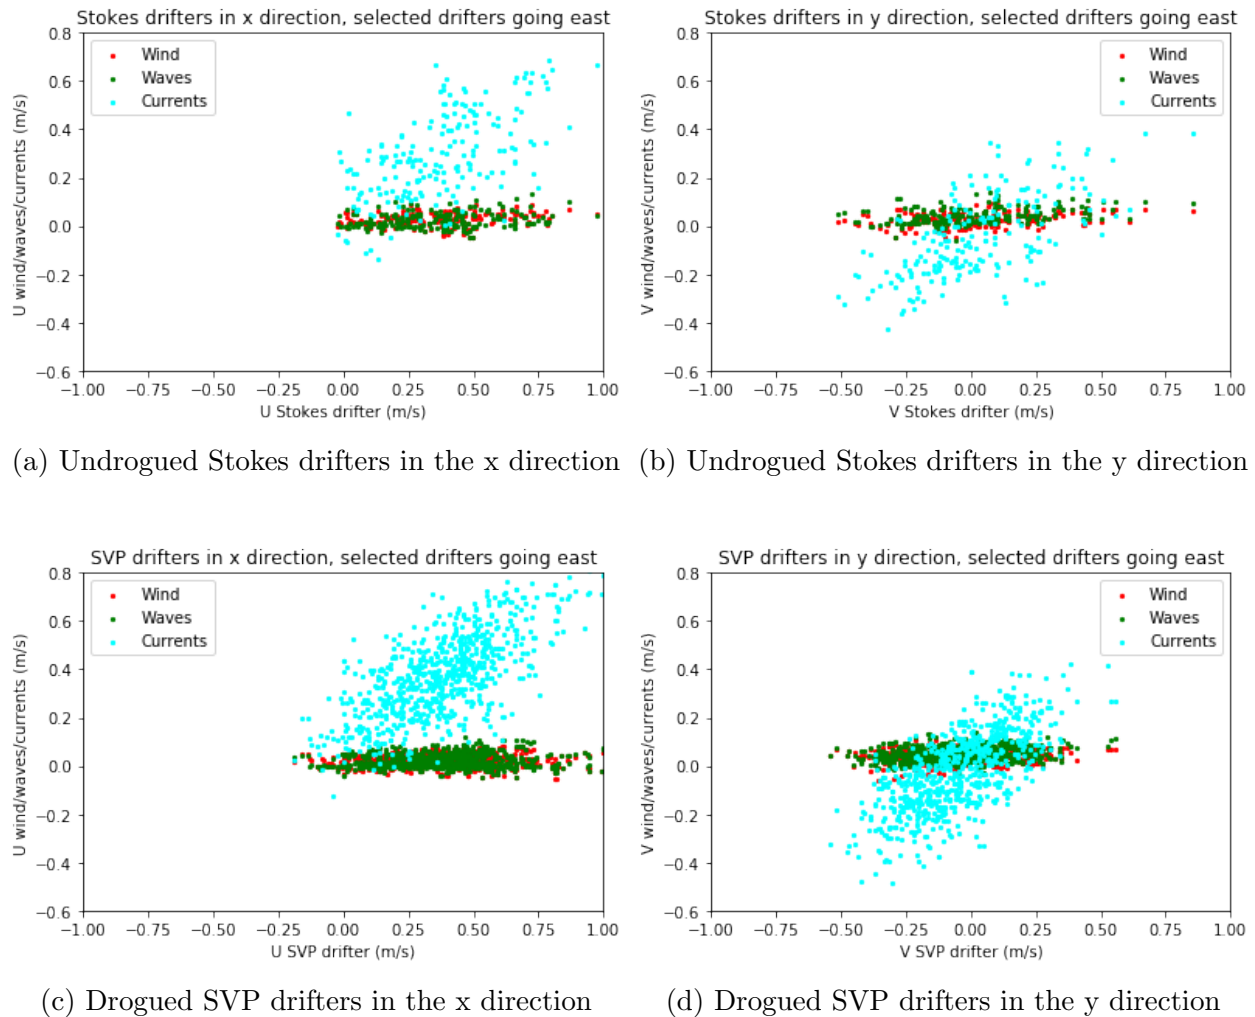 Stokes drifters in x direction, selected drifters going east
0.8
0.6
0.4
0.2
0.0
−0.2
−0.4
−0.6
U wind/waves/currents (m/s)
Wind
Waves
Currents
−1.00 −0.75 −0.50 −0.25 0.00 0.25 0.50 0.75 1.00
U Stokes drifter (m/s)
(a) Undrogued Stokes drifters in the x direction
Stokes drifters in y direction, selected drifters going east
0.8
0.6
0.4
0.2
0.0
−0.2
−0.4
−0.6
V wind/waves/currents (m/s)
Wind
Waves
Currents
−1.00 −0.75 −0.50 −0.25 0.00 0.25 0.50 0.75 1.00
V Stokes drifter (m/s)
(b) Undrogued Stokes drifters in the y direction
SVP drifters in x direction, selected drifters going east
0.8
0.6
0.4
0.2
0.0
−0.2
−0.4
−0.6
U wind/waves/currents (m/s)
Wind
Waves
Currents
−1.00 −0.75 −0.50 −0.25 0.00 0.25 0.50 0.75 1.00
U SVP drifter (m/s)
(c) Drogued SVP drifters in the x direction
SVP drifters in y direction, selected drifters going east
0.8
0.6
0.4
0.2
0.0
−0.2
−0.4
−0.6
V wind/waves/currents (m/s)
Wind
Waves
Currents
−1.00 −0.75 −0.50 −0.25 0.00 0.25 0.50 0.75 1.00
V SVP drifter (m/s)
(d) Drogued SVP drifters in the y direction